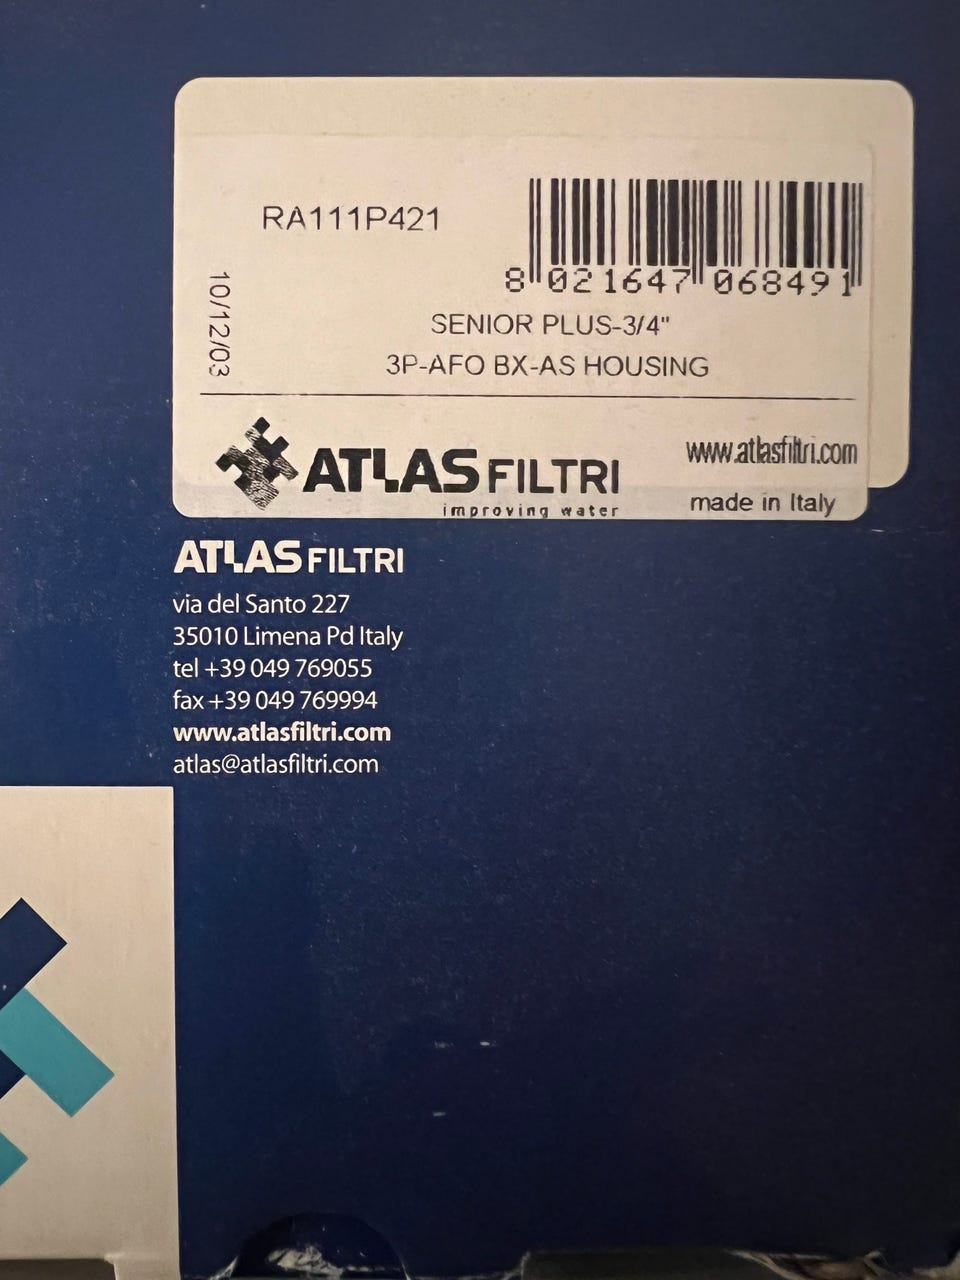 RA111P421
8 021647 068491
10/12/03
SENIOR PLUS-3/4"
3P-AFO BX-AS HOUSING
ATLAS FILTRI
improving water
www.atlasfiltri.com
made in Italy
ATLAS FILTRI
via del Santo 227
35010 Limena Pd Italy
tel +39 049 769055
fax +39 049 769994
www.atlasfiltri.com
atlas@atlasfiltri.com